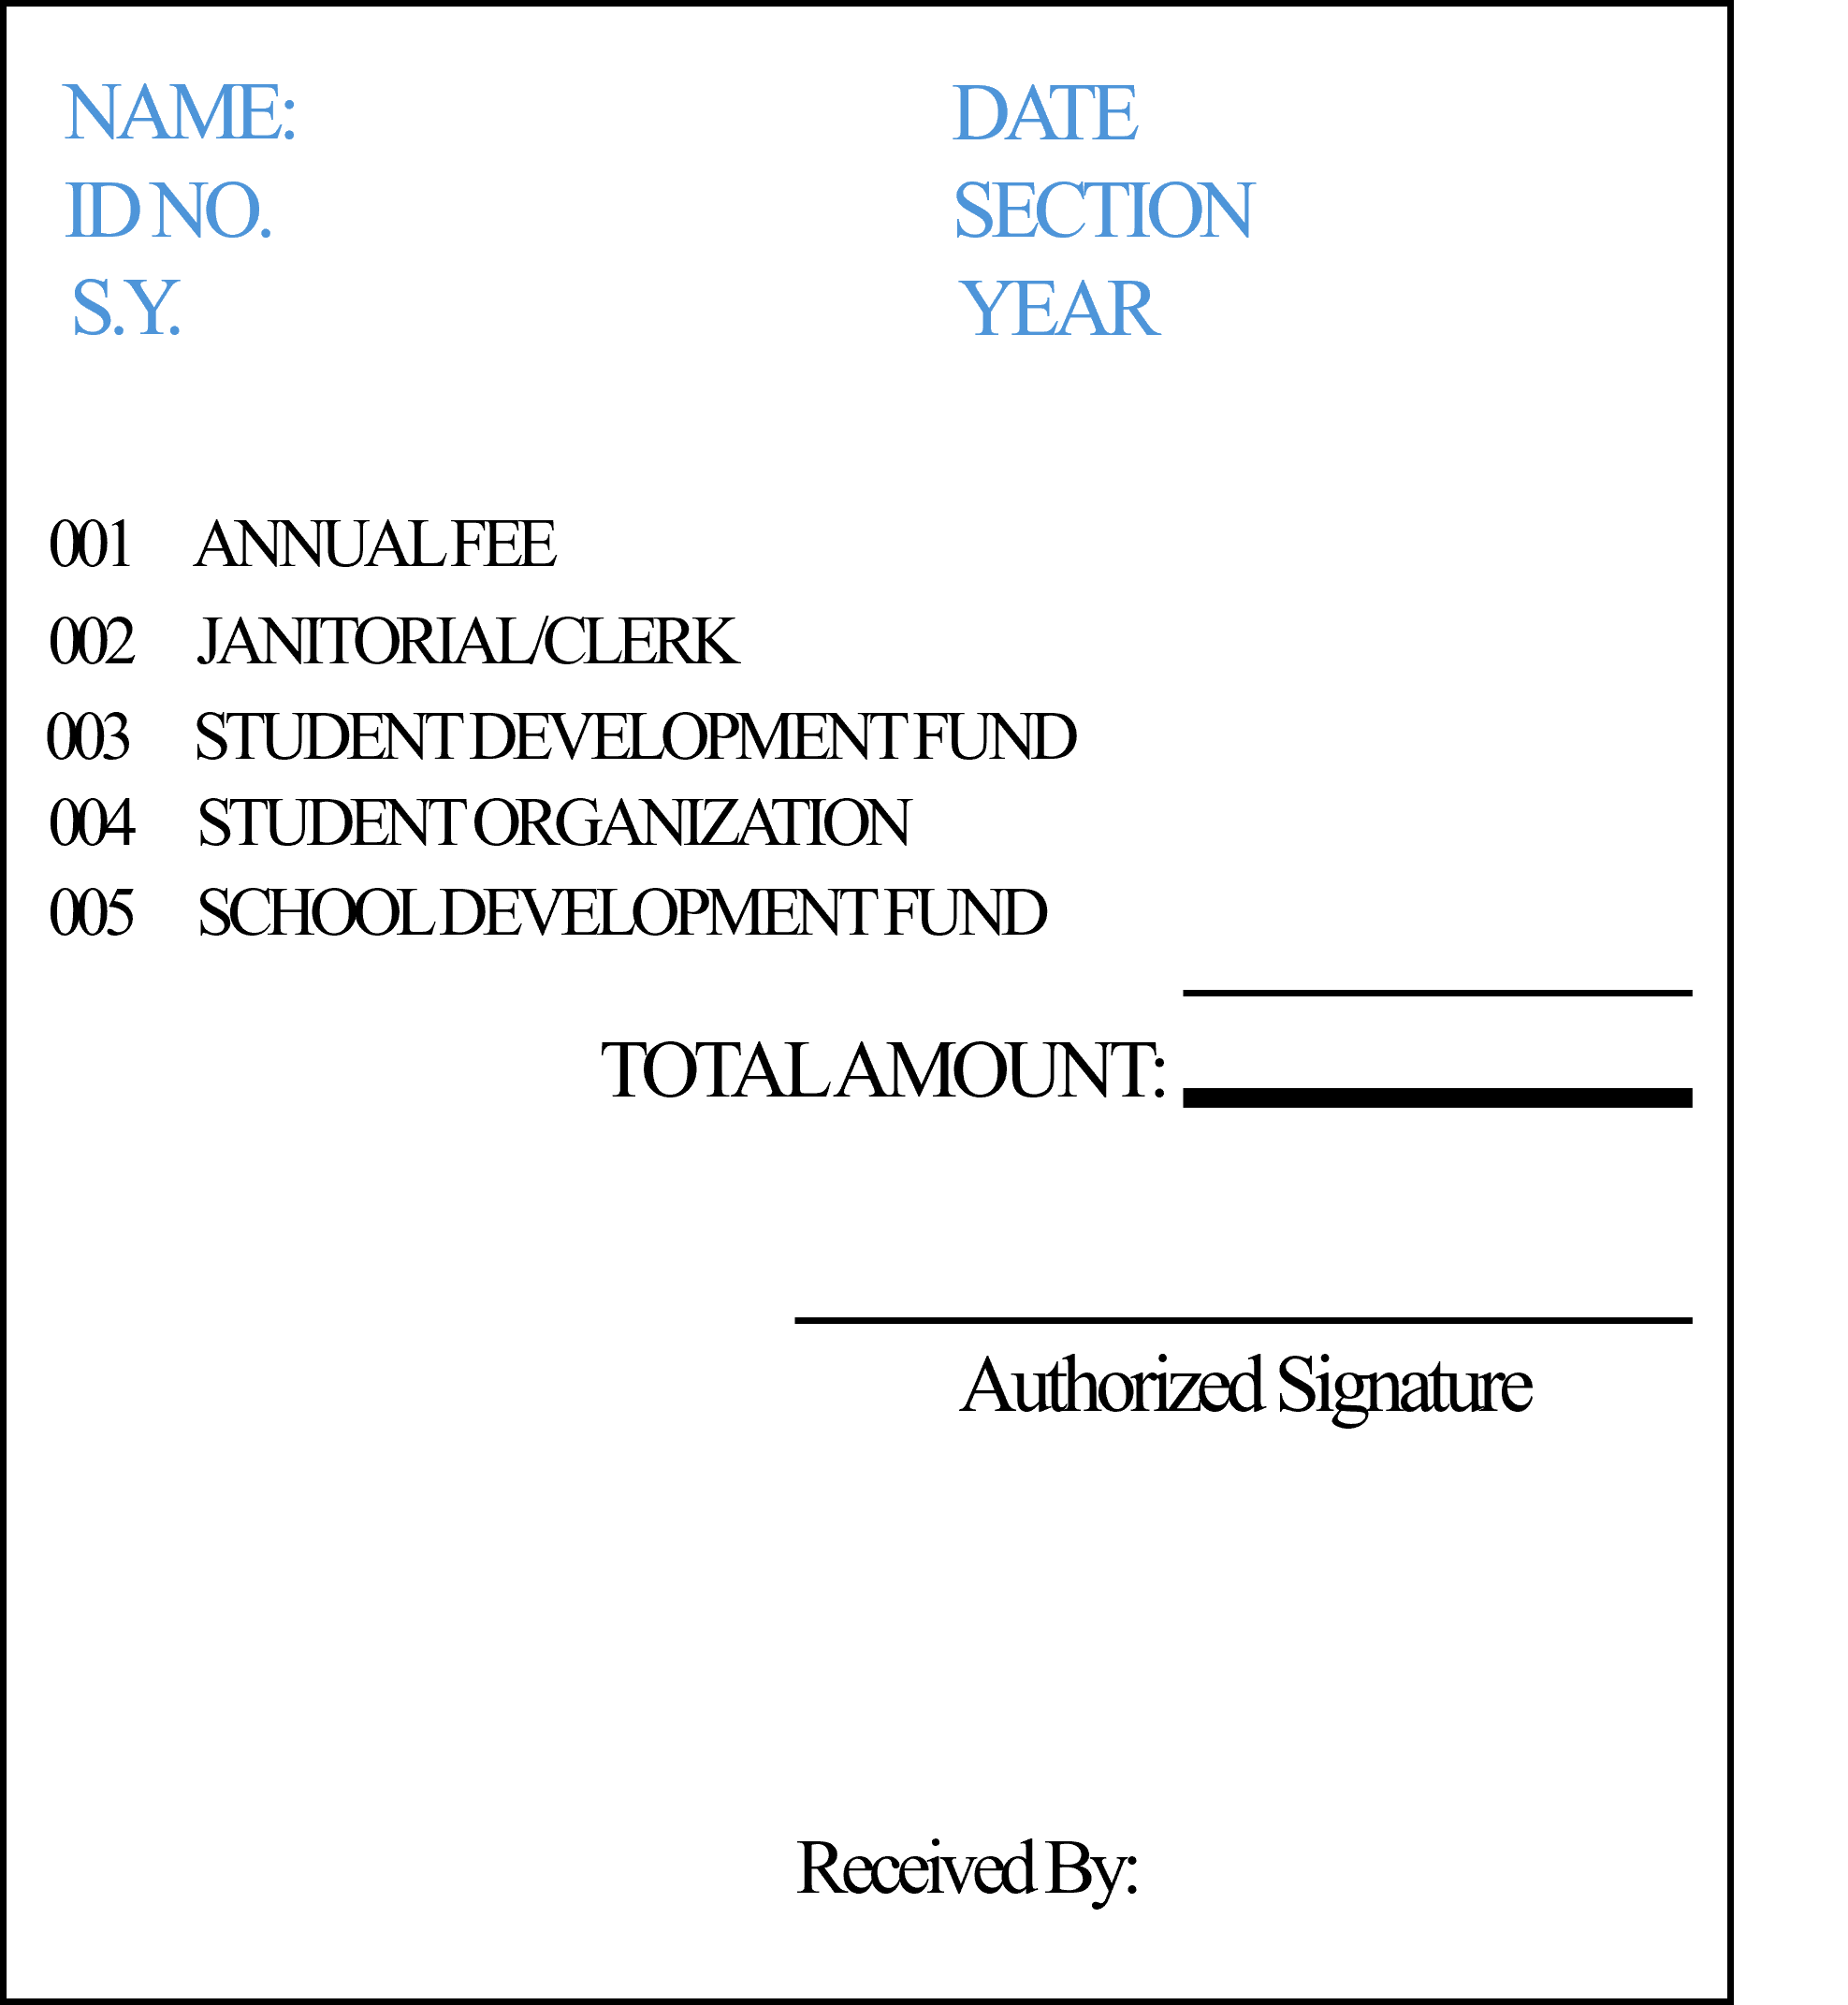 NAME: DATE
ID NO. SECTION
S.Y. YEAR
001 ANNUAL FEE
002 JANITORIAL/CLERK
003 STUDENT DEVELOPMENT FUND
004 STUDENT ORGANIZATION
005 SCHOOL DEVELOPMENT FUND
TOTAL AMOUNT:
Authorized Signature
Received By: